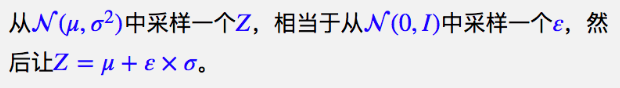 从𝒩(μ, σ²)中采样一个Z，相当于从𝒩(0, I)中采样一个ε，然
后让Z = μ + ε × σ。